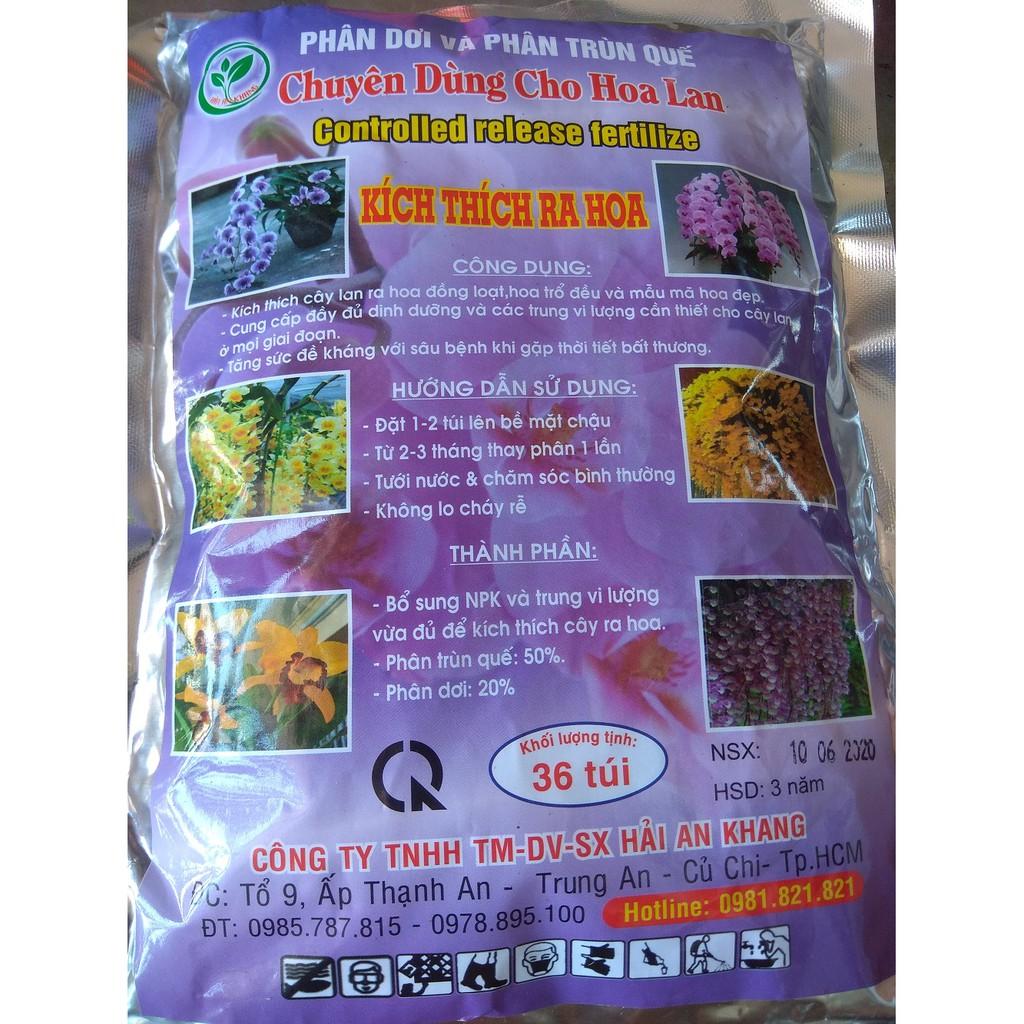 PHÂN DƠI VÀ PHÂN TRÙN QUẾ
Chuyên Dùng Cho Hoa Lan
Controlled release fertilize
KÍCH THÍCH RA HOA
CÔNG DỤNG:
- Kích thích cây lan ra hoa đồng loạt,hoa trổ đều và mẫu mã hoa đẹp.
- Cung cấp đầy đủ dinh dưỡng và các trung vi lượng cần thiết cho cây lan
ở mọi giai đoạn.
- Tăng sức đề kháng với sâu bệnh khi gặp thời tiết bất thương.
HƯỚNG DẪN SỬ DỤNG:
- Đặt 1-2 túi lên bề mặt chậu
- Từ 2-3 tháng thay phân 1 lần
- Tưới nước & chăm sóc bình thường
- Không lo cháy rễ
THÀNH PHẦN:
- Bổ sung NPK và trung vi lượng
vừa đủ để kích thích cây ra hoa.
- Phân trùn quế: 50%.
- Phân dơi: 20%
Khối lượng tịnh:
36 túi
NSX: 10 06 2020
HSD: 3 năm
CÔNG TY TNHH TM-DV-SX HẢI AN KHANG
ĐC: Tổ 9, Ấp Thạnh An - Trung An - Củ Chi- Tp.HCM
ĐT: 0985.787.815 - 0978.895.100
Hotline: 0981.821.821